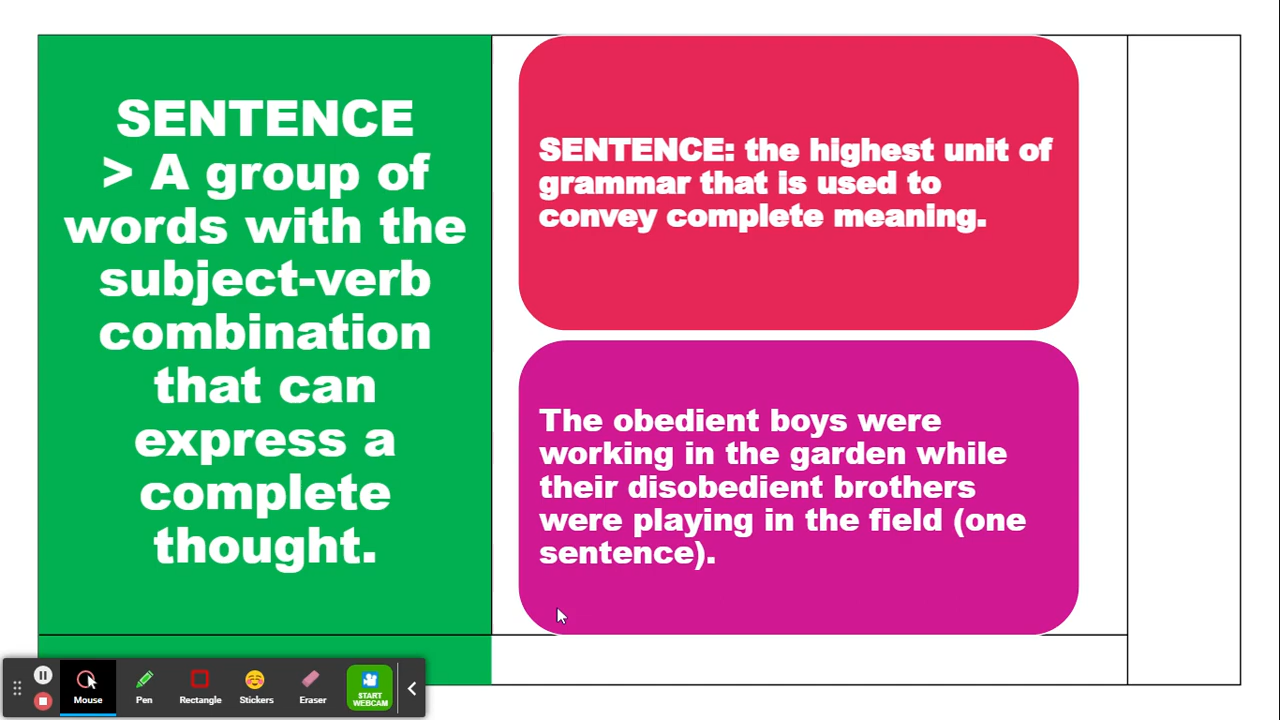 SENTENCE
> A group of
words with the
subject-verb
combination
that can
express a
complete
thought.
SENTENCE: the highest unit of
grammar that is used to
convey complete meaning.
The obedient boys were
working in the garden while
their disobedient brothers
were playing in the field (one
sentence).
Mouse
Pen
Rectangle
Stickers
Eraser
START
WEBCAM